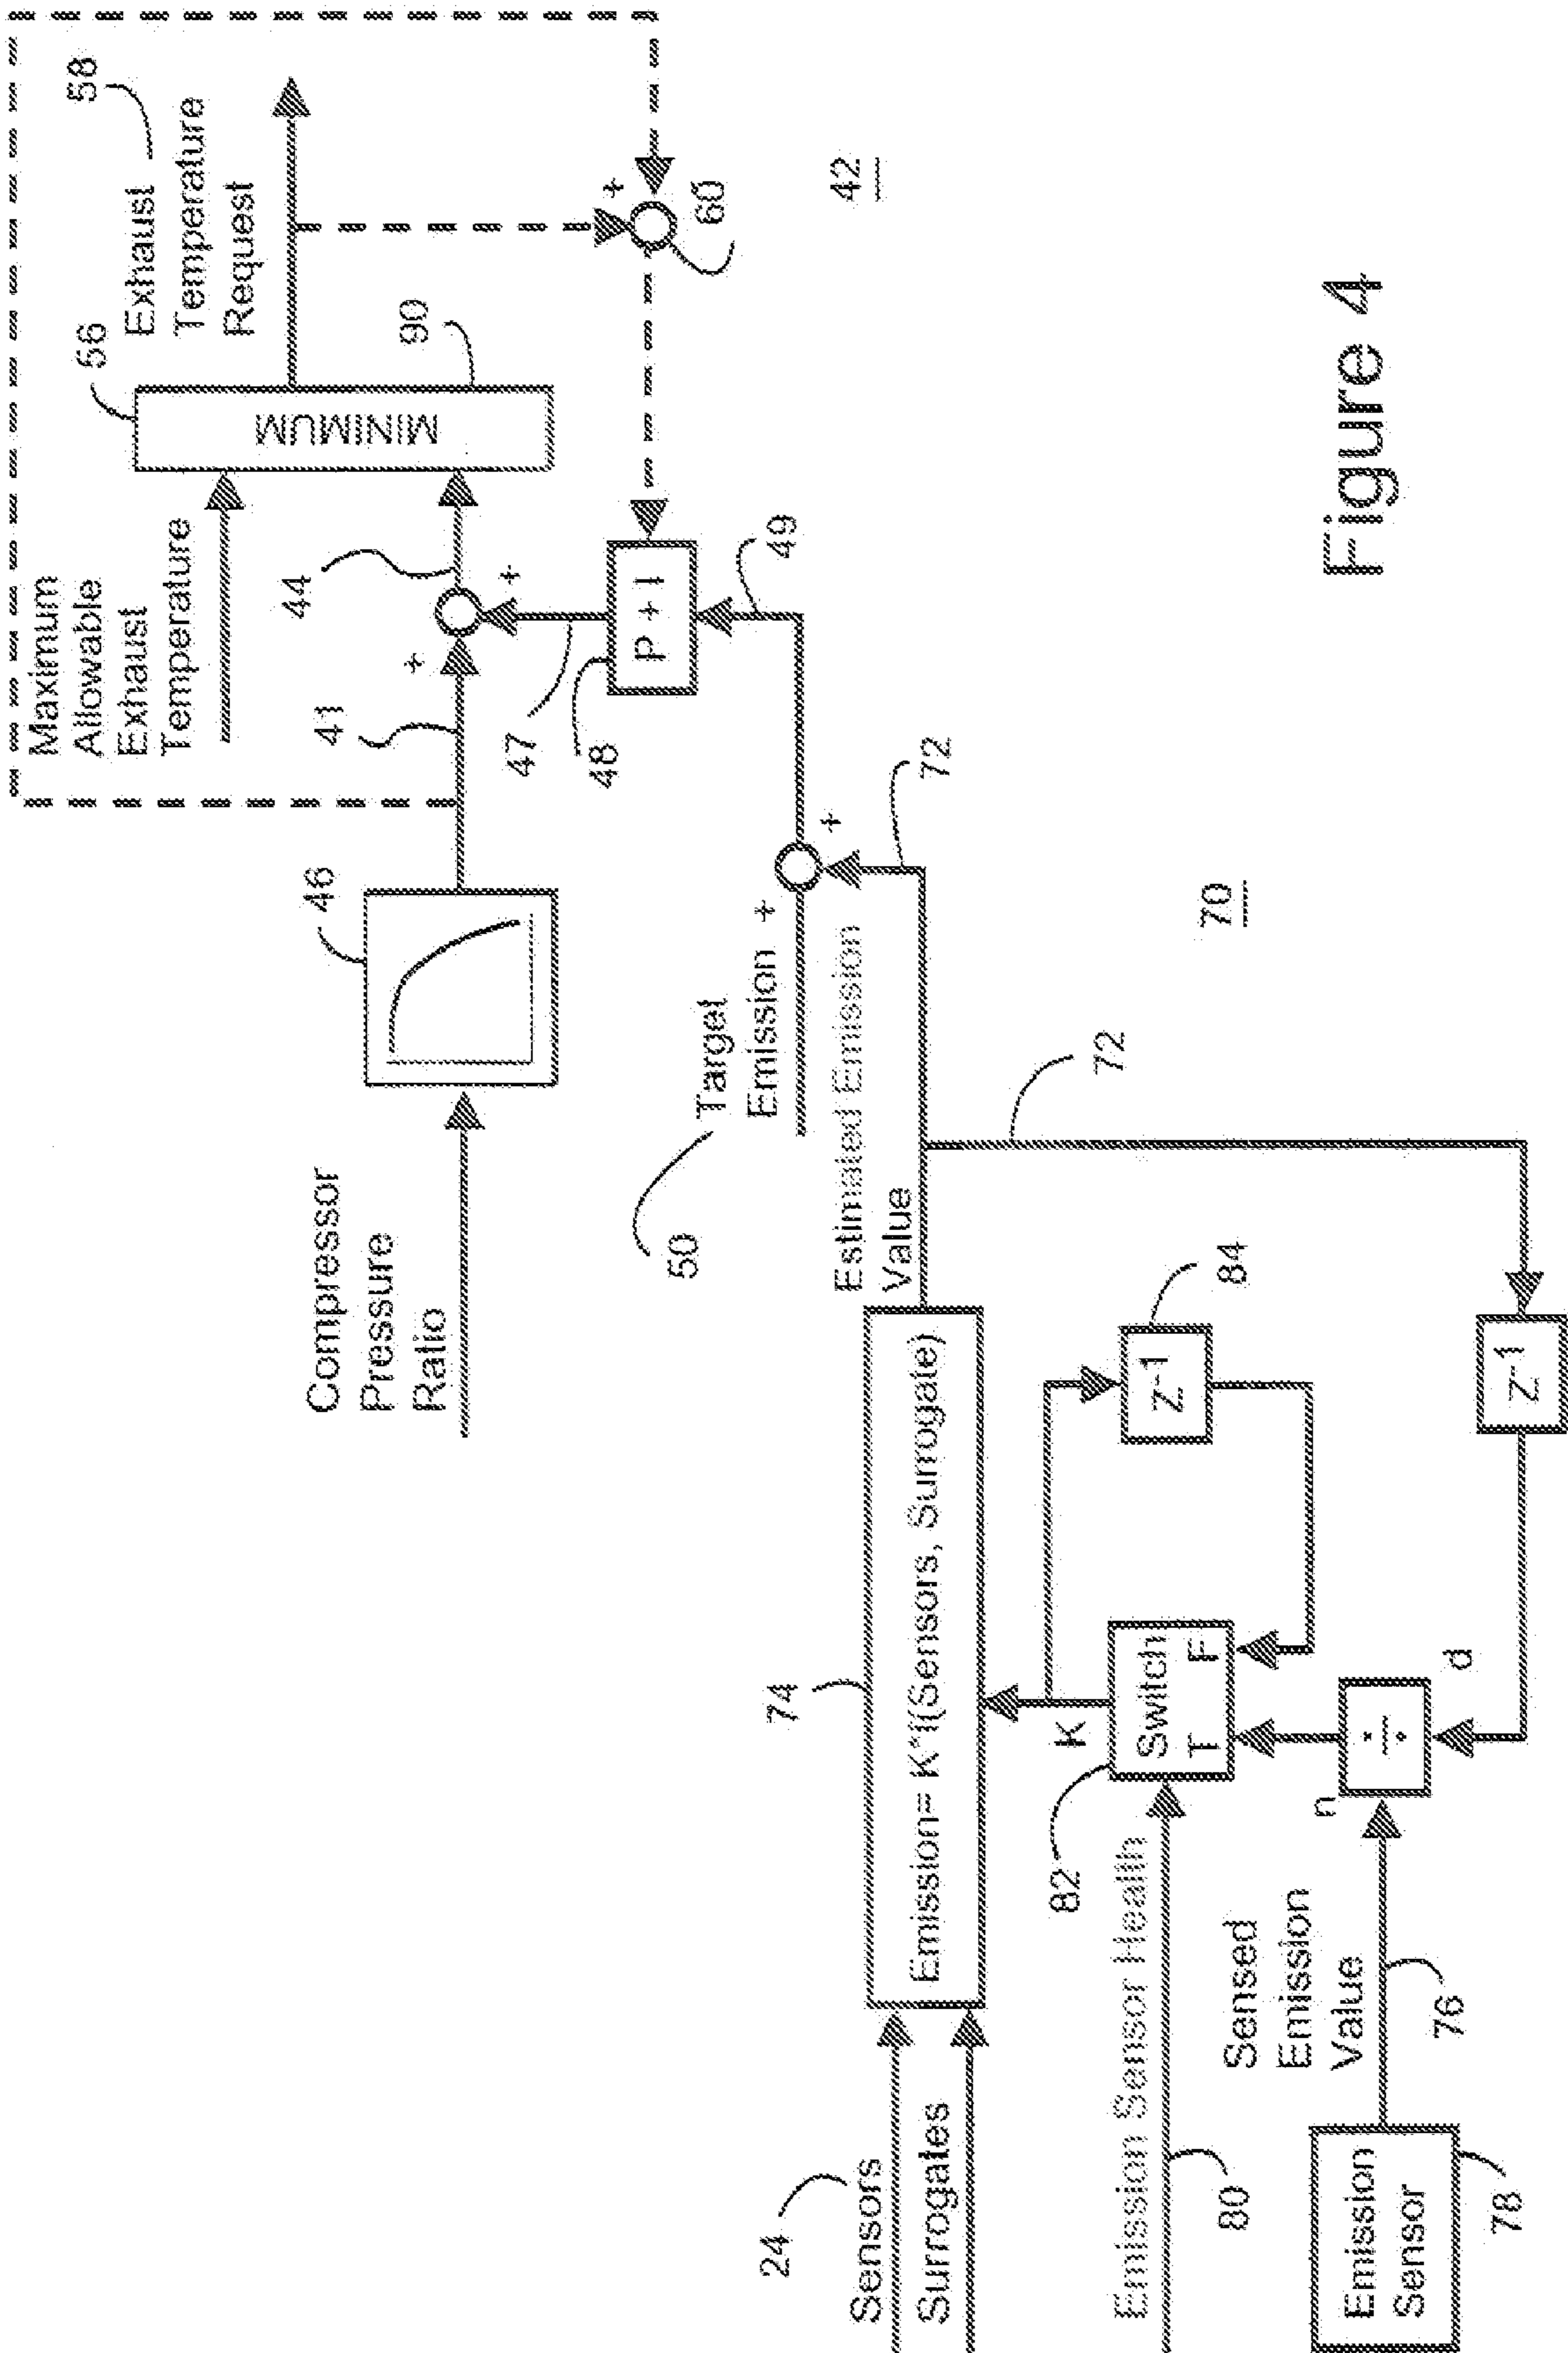 Compressor
Pressure
Ratio
46
41
Maximum
Allowable
Exhaust
Temperature
56
MINIMUM
90
58
Exhaust
Temperature
Request
44
+
+
47
48
P + I
49
+
60
42
50
Target
Emission
+
+
72
Estimated Emission
Value
72
70
24
Sensors
Surrogates
74
Emission= K*f(Sensors, Surrogate)
K
82
Switch
T F
84
Z-1
Emission Sensor Health
80
Sensed
Emission
Value
76
n
÷
d
Z-1
Emission
Sensor
78
Figure 4